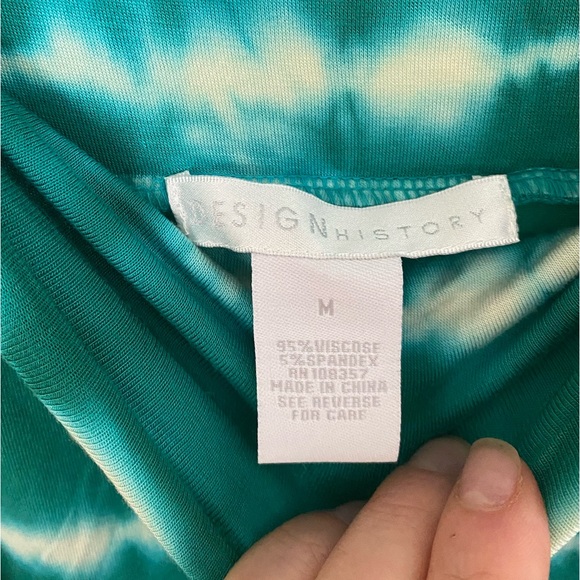 DESIGN HISTORY
M
95% VISCOSE
5% SPANDEX
RN 108357
MADE IN CHINA
SEE REVERSE
FOR CARE